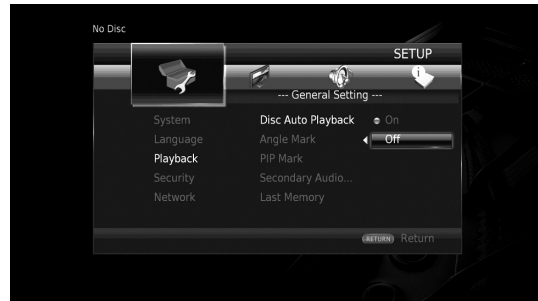 No Disc
SETUP
--- General Setting ---
System Disc Auto Playback On
Language Angle Mark Off
Playback PIP Mark
Security Secondary Audio...
Network Last Memory
RETURN Return